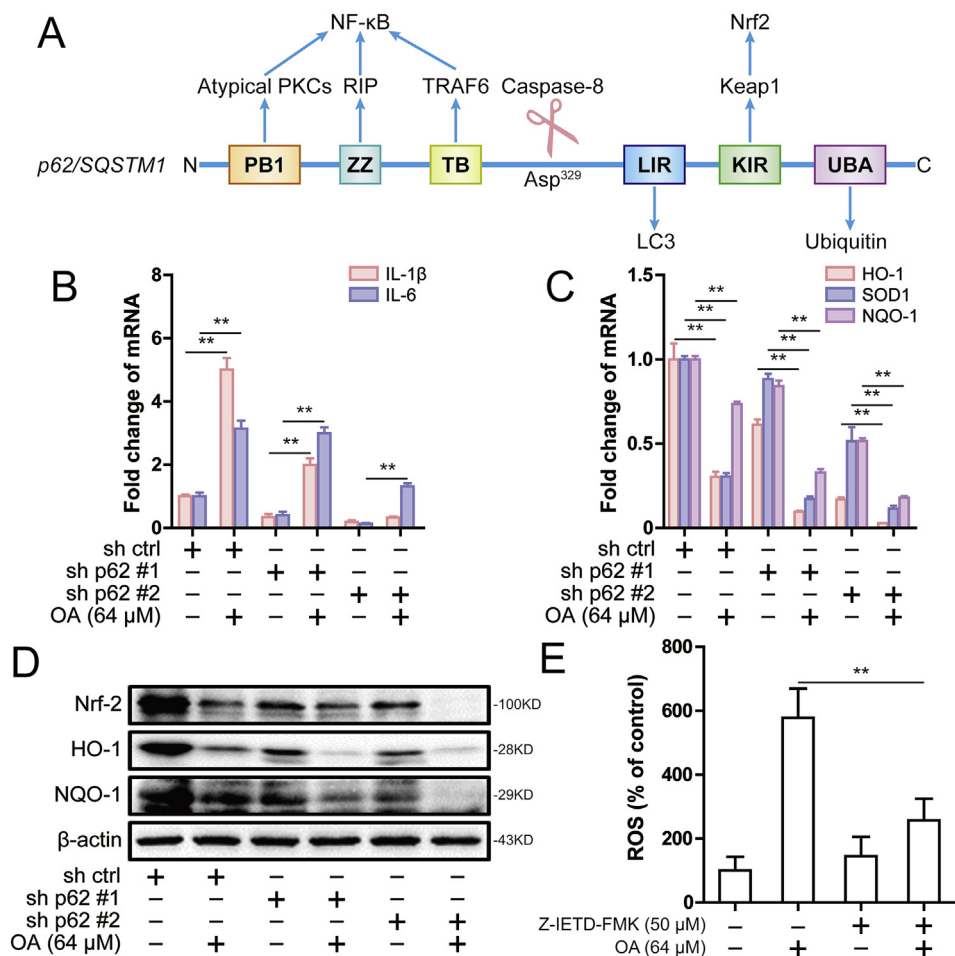 A
NF-κB
Nrf2
Atypical PKCs RIP TRAF6 Caspase-8 Keap1
p62/SQSTM1 N PB1 ZZ TB LIR KIR UBA C
Asp329
LC3 Ubiquitin
B
IL-1β
IL-6
Fold change of mRNA
8
6
4
2
0
** ** ** ** **
sh ctrl + + − − − −
sh p62 #1 − − + + − −
sh p62 #2 − − − − + +
OA (64 µM) − + − + − +
C
HO-1
SOD1
NQO-1
Fold change of mRNA
1.5
1.0
0.5
0
** ** ** ** ** ** ** ** **
sh ctrl + + − − − −
sh p62 #1 − − + + − −
sh p62 #2 − − − − + +
OA (64 µM) − + − + − +
D
Nrf-2 -100KD
HO-1 -28KD
NQO-1 -29KD
β-actin -43KD
sh ctrl + + − − − −
sh p62 #1 − − + + − −
sh p62 #2 − − − − + +
OA (64 µM) − + − + − +
E
ROS (% of control)
800
600
400
200
0
**
Z-IETD-FMK (50 µM) − − + +
OA (64 µM) − + − +